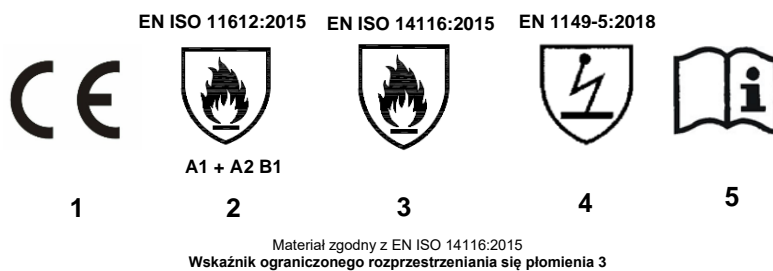 EN ISO 11612:2015 EN ISO 14116:2015 EN 1149-5:2018
CE
i
A1 + A2 B1
1 2 3 4 5
Materiał zgodny z EN ISO 14116:2015
Wskaźnik ograniczonego rozprzestrzeniania się płomienia 3